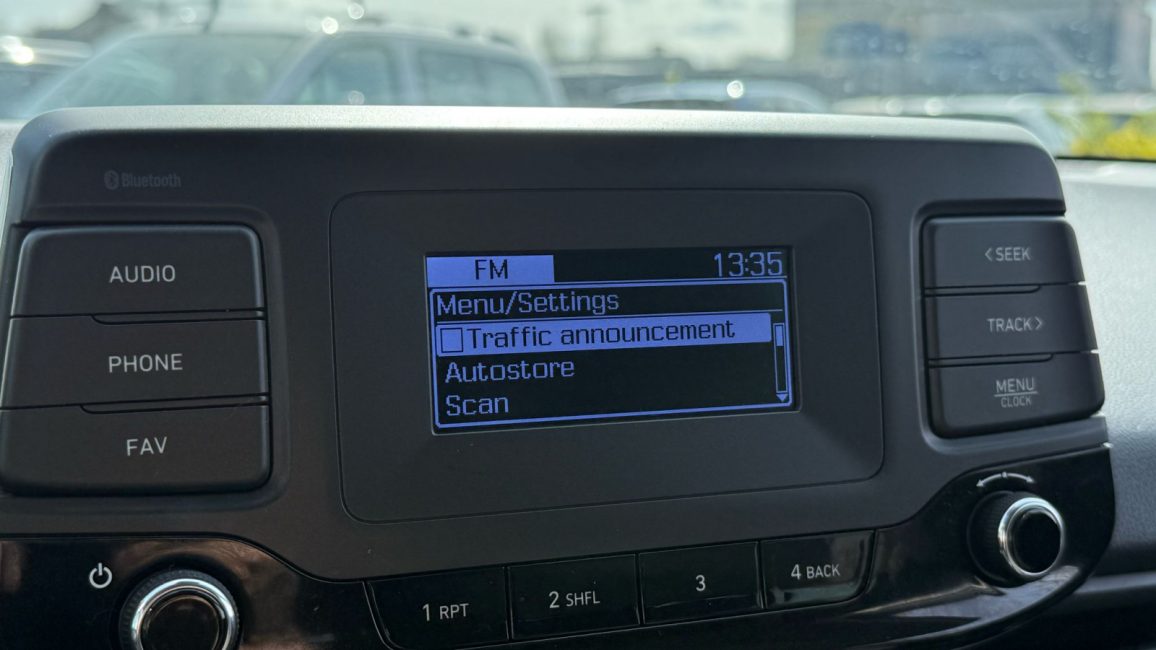 Bluetooth
AUDIO
PHONE
FAV
FM 13:35
Menu/Settings
Traffic announcement
Autostore
Scan
<SEEK
TRACK>
MENU
CLOCK
1 RPT
2 SHFL
3
4 BACK